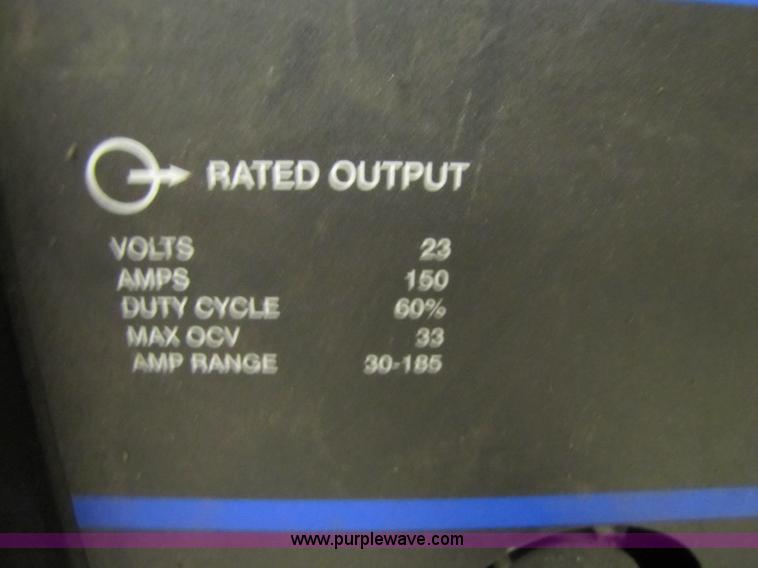 RATED OUTPUT
VOLTS 23
AMPS 150
DUTY CYCLE 60%
MAX OCV 33
AMP RANGE 30-185
www.purplewave.com